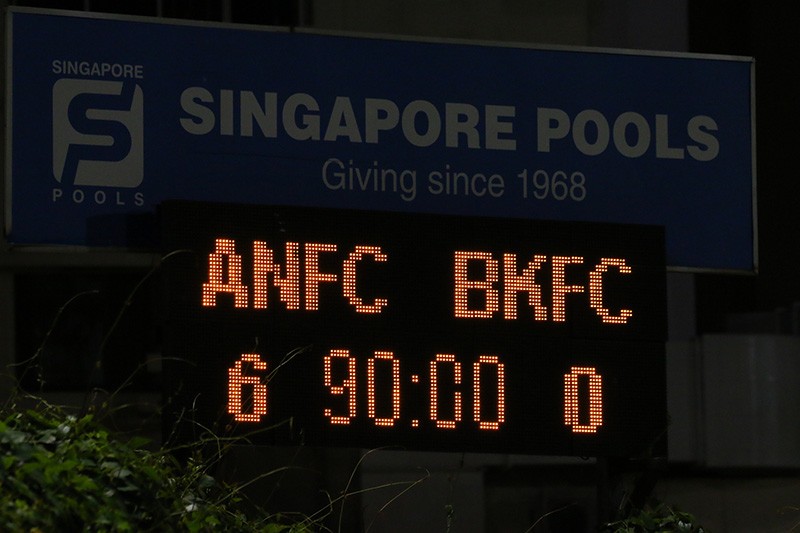 SINGAPORE
S
POOLS
SINGAPORE POOLS
Giving since 1968
ANFC BKFC
6 90:00 0